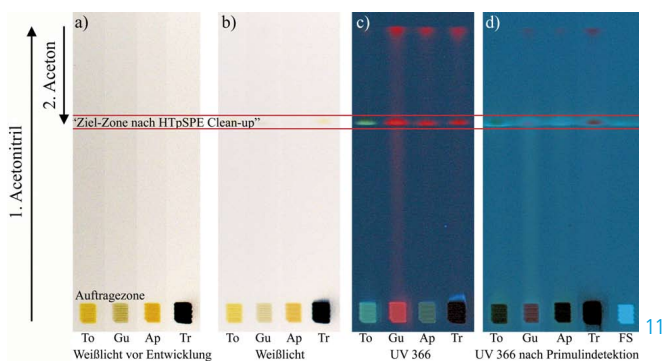 a)
b)
c)
d)
1. Acetonitril
2. Aceton
"Ziel-Zone nach HTpSPE Clean-up"
Auftragezone
To Gu Ap Tr
To Gu Ap Tr
To Gu Ap Tr
To Gu Ap Tr FS
Weißlicht vor Entwicklung
Weißlicht
UV 366
UV 366 nach Primulindetektion
11